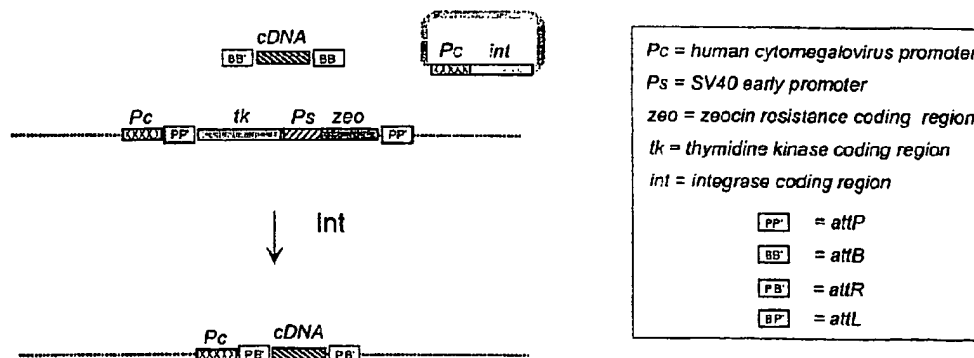 cDNA
BB' BB
Pc int
Pc tk Ps zeo
PP' PP'
Int
Pc cDNA
PB' PB'
Pc = human cytomegalovirus promoter
Ps = SV40 early promoter
zeo = zeocin rosistance coding region
tk = thymidine kinase coding region
int = integrase coding region
PP' = attP
BB' = attB
PB' = attR
BP' = attL